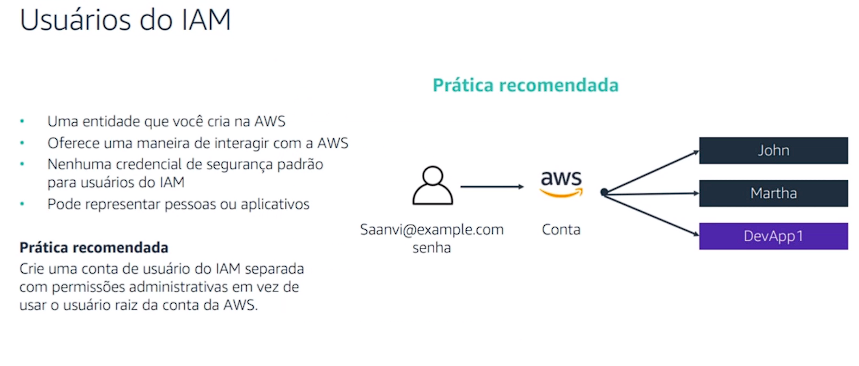 Usuários do IAM
Prática recomendada
• Uma entidade que você cria na AWS
• Oferece uma maneira de interagir com a AWS
• Nenhuma credencial de segurança padrão
para usuários do IAM
• Pode representar pessoas ou aplicativos
Prática recomendada
Crie uma conta de usuário do IAM separada
com permissões administrativas em vez de
usar o usuário raiz da conta da AWS.
Saanvi@example.com
senha
aws
Conta
John
Martha
DevApp1